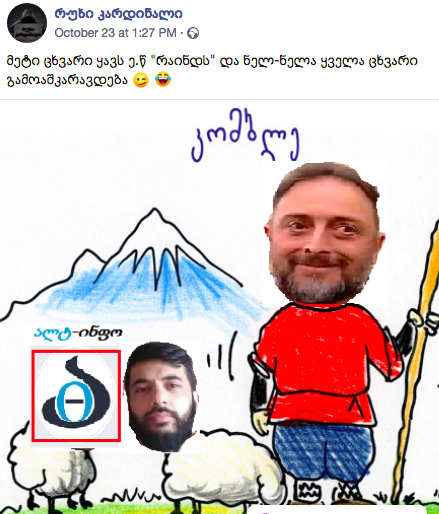 რ-უხი კარდინალი
October 23 at 1:27 PM ·
მეტი ცხვარი ყავს ე.წ "რაინდს" და ნელ-ნელა ყველა ცხვარი
გამოაშკარავდება 😉 😂
კომბლე
ალტ-ინფო